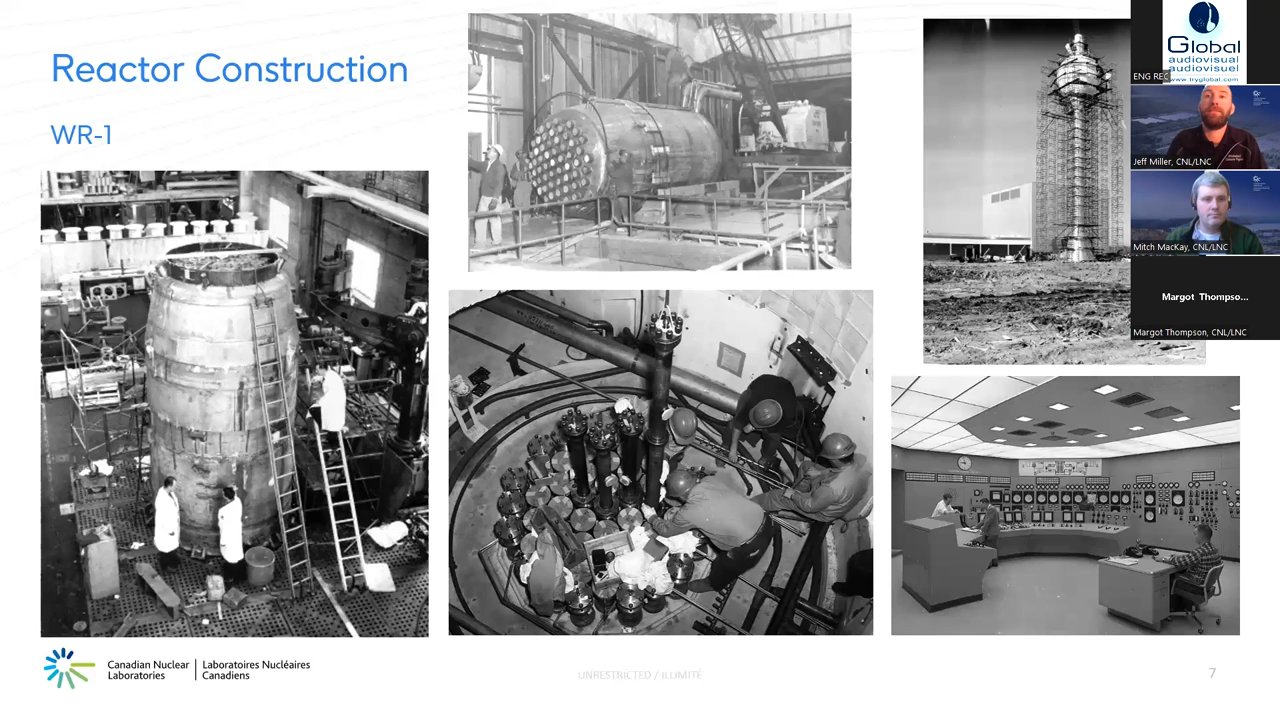 Reactor Construction
WR-1
Global
audiovisuel
audiovisuel
www.tryglobal.com
ENG REC
Jeff Miller, CNL/LNC
Mitch MacKay, CNL/LNC
Margot Thompso...
Margot Thompson, CNL/LNC
Canadian Nuclear
Laboratories
Laboratoires Nucléaires
Canadiens
UNRESTRICTED / ILLIMITÉ
7